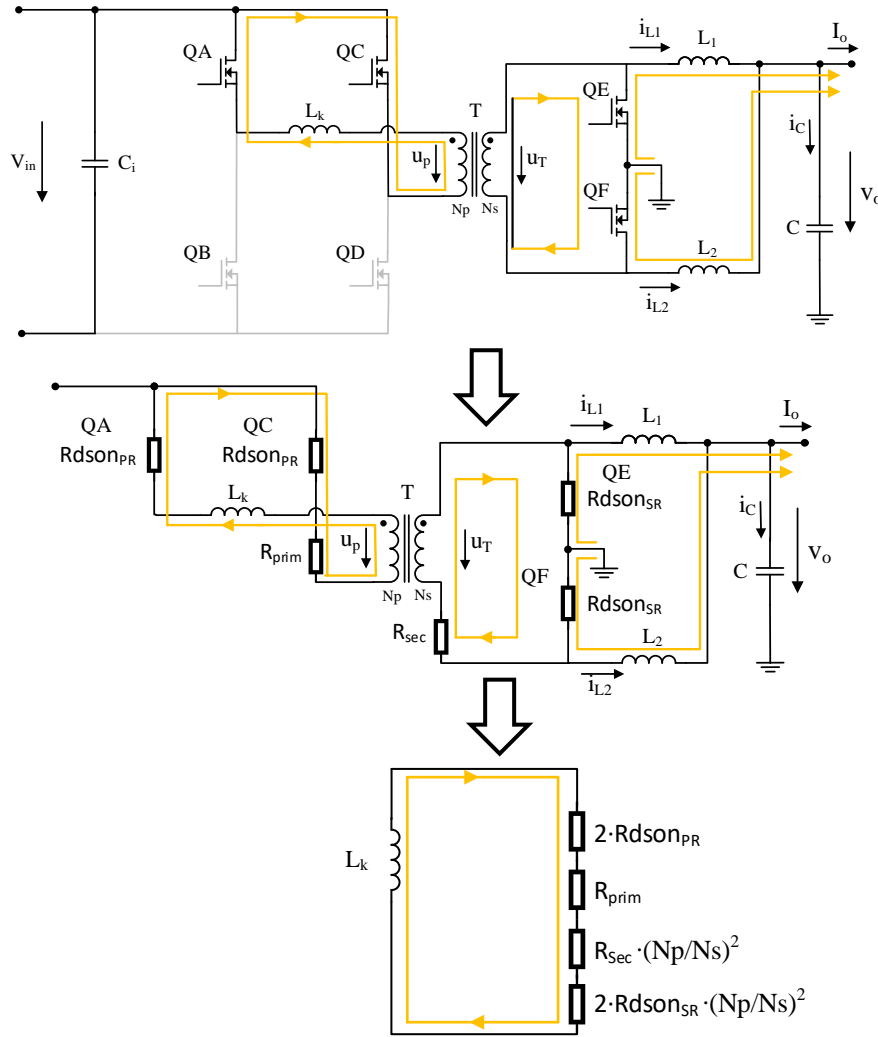 QA
QC
QB
QD
V_in
C_i
L_k
T
u_p
Np
Ns
u_T
QE
QF
i_L1
L_1
I_o
i_C
C
v_o
L_2
i_L2
QA
Rdson_PR
QC
Rdson_PR
L_k
R_prim
T
u_p
Np
Ns
u_T
R_sec
QF
QE
Rdson_SR
Rdson_SR
i_L1
L_1
I_o
i_C
C
v_o
L_2
i_L2
L_k
2·Rdson_PR
R_prim
R_Sec·(Np/Ns)²
2·Rdson_SR·(Np/Ns)²